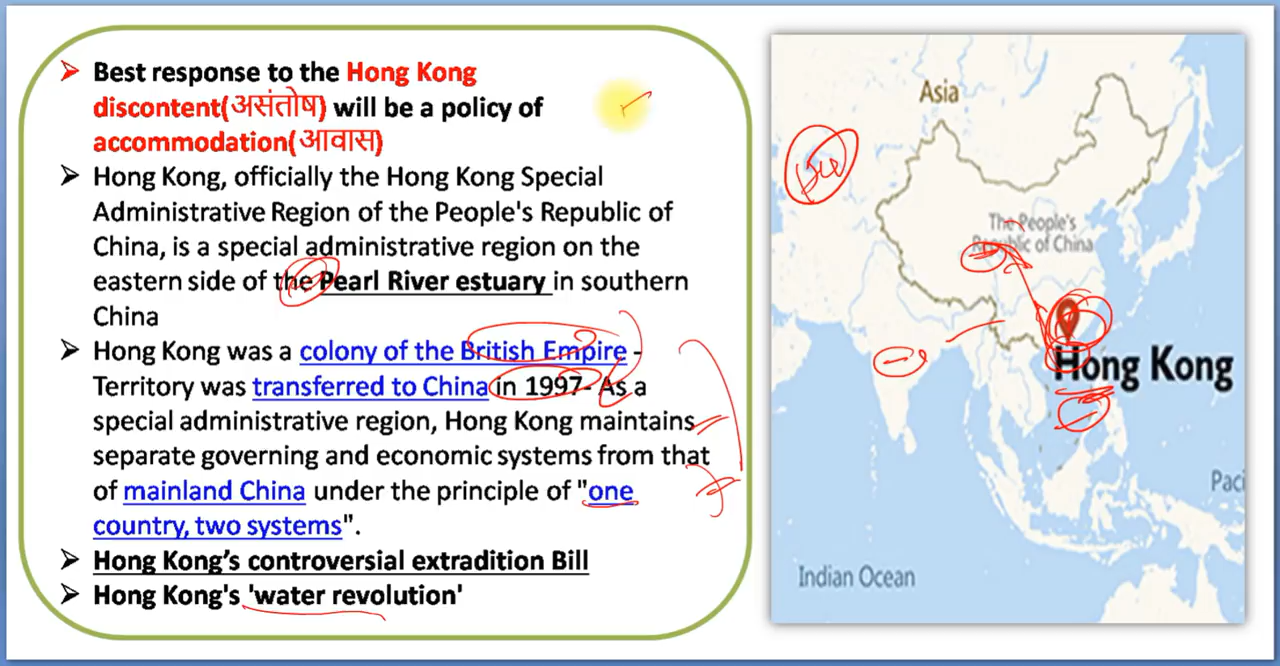 Best response to the Hong Kong
discontent(असंतोष) will be a policy of
accommodation(आवास)
Hong Kong, officially the Hong Kong Special
Administrative Region of the People's Republic of
China, is a special administrative region on the
eastern side of the Pearl River estuary in southern
China
Hong Kong was a colony of the British Empire -
Territory was transferred to China in 1997- As a
special administrative region, Hong Kong maintains
separate governing and economic systems from that
of mainland China under the principle of "one
country, two systems".
Hong Kong's controversial extradition Bill
Hong Kong's 'water revolution'
Asia
The People's
Republic of China
Hong Kong
Paci
Indian Ocean